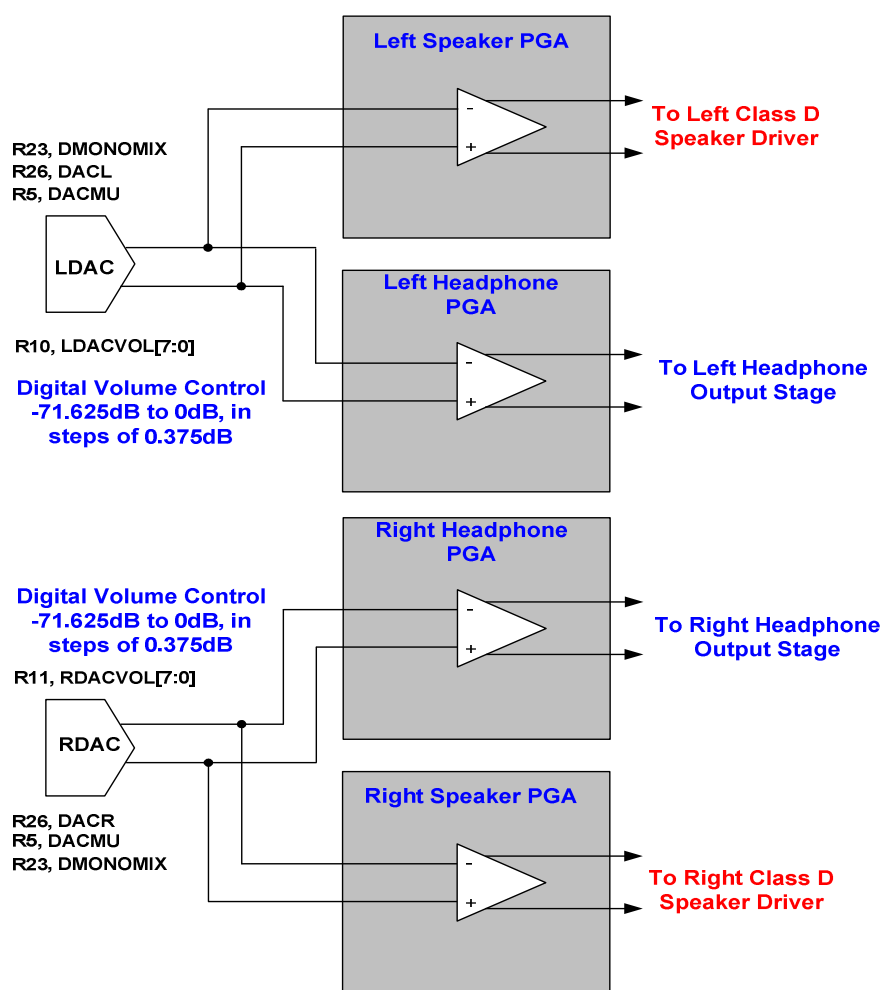 Left Speaker PGA
-
+
To Left Class D
Speaker Driver
R23, DMONOMIX
R26, DACL
R5, DACMU
LDAC
R10, LDACVOL[7:0]
Digital Volume Control
-71.625dB to 0dB, in
steps of 0.375dB
Left Headphone
PGA
-
+
To Left Headphone
Output Stage
Right Headphone
PGA
-
+
To Right Headphone
Output Stage
Digital Volume Control
-71.625dB to 0dB, in
steps of 0.375dB
R11, RDACVOL[7:0]
RDAC
R26, DACR
R5, DACMU
R23, DMONOMIX
Right Speaker PGA
-
+
To Right Class D
Speaker Driver